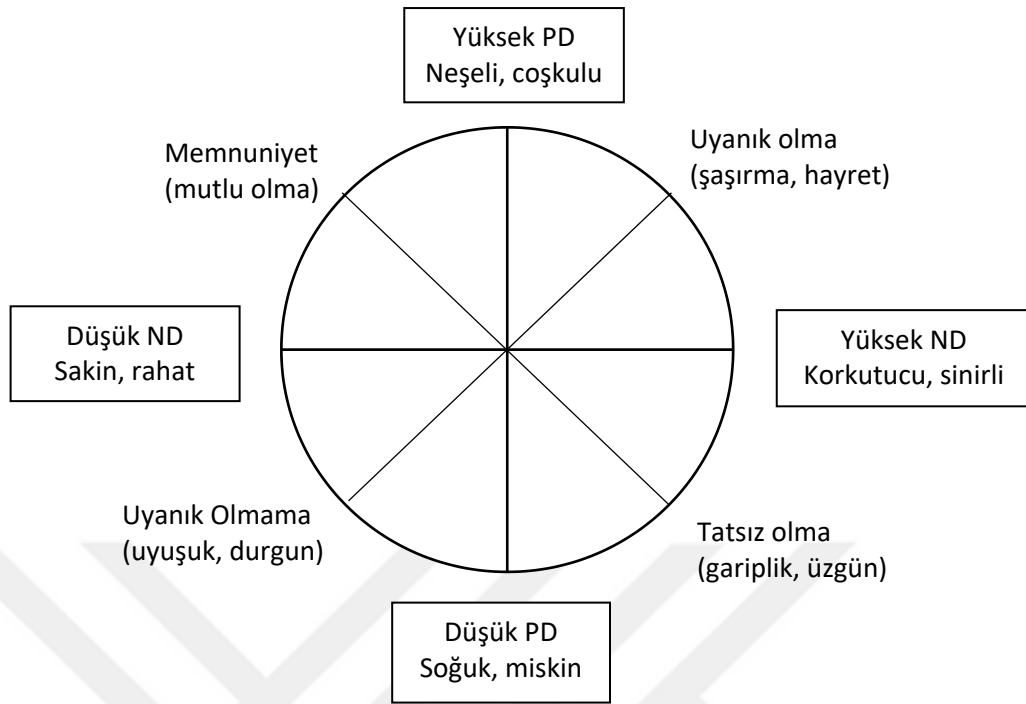 Yüksek PD
Neşeli, coşkulu
Memnuniyet
(mutlu olma)
Uyanık olma
(şaşırma, hayret)
Düşük ND
Sakin, rahat
Yüksek ND
Korkutucu, sinirli
Uyanık Olmama
(uyuşuk, durgun)
Tatsız olma
(gariplik, üzgün)
Düşük PD
Soğuk, miskin